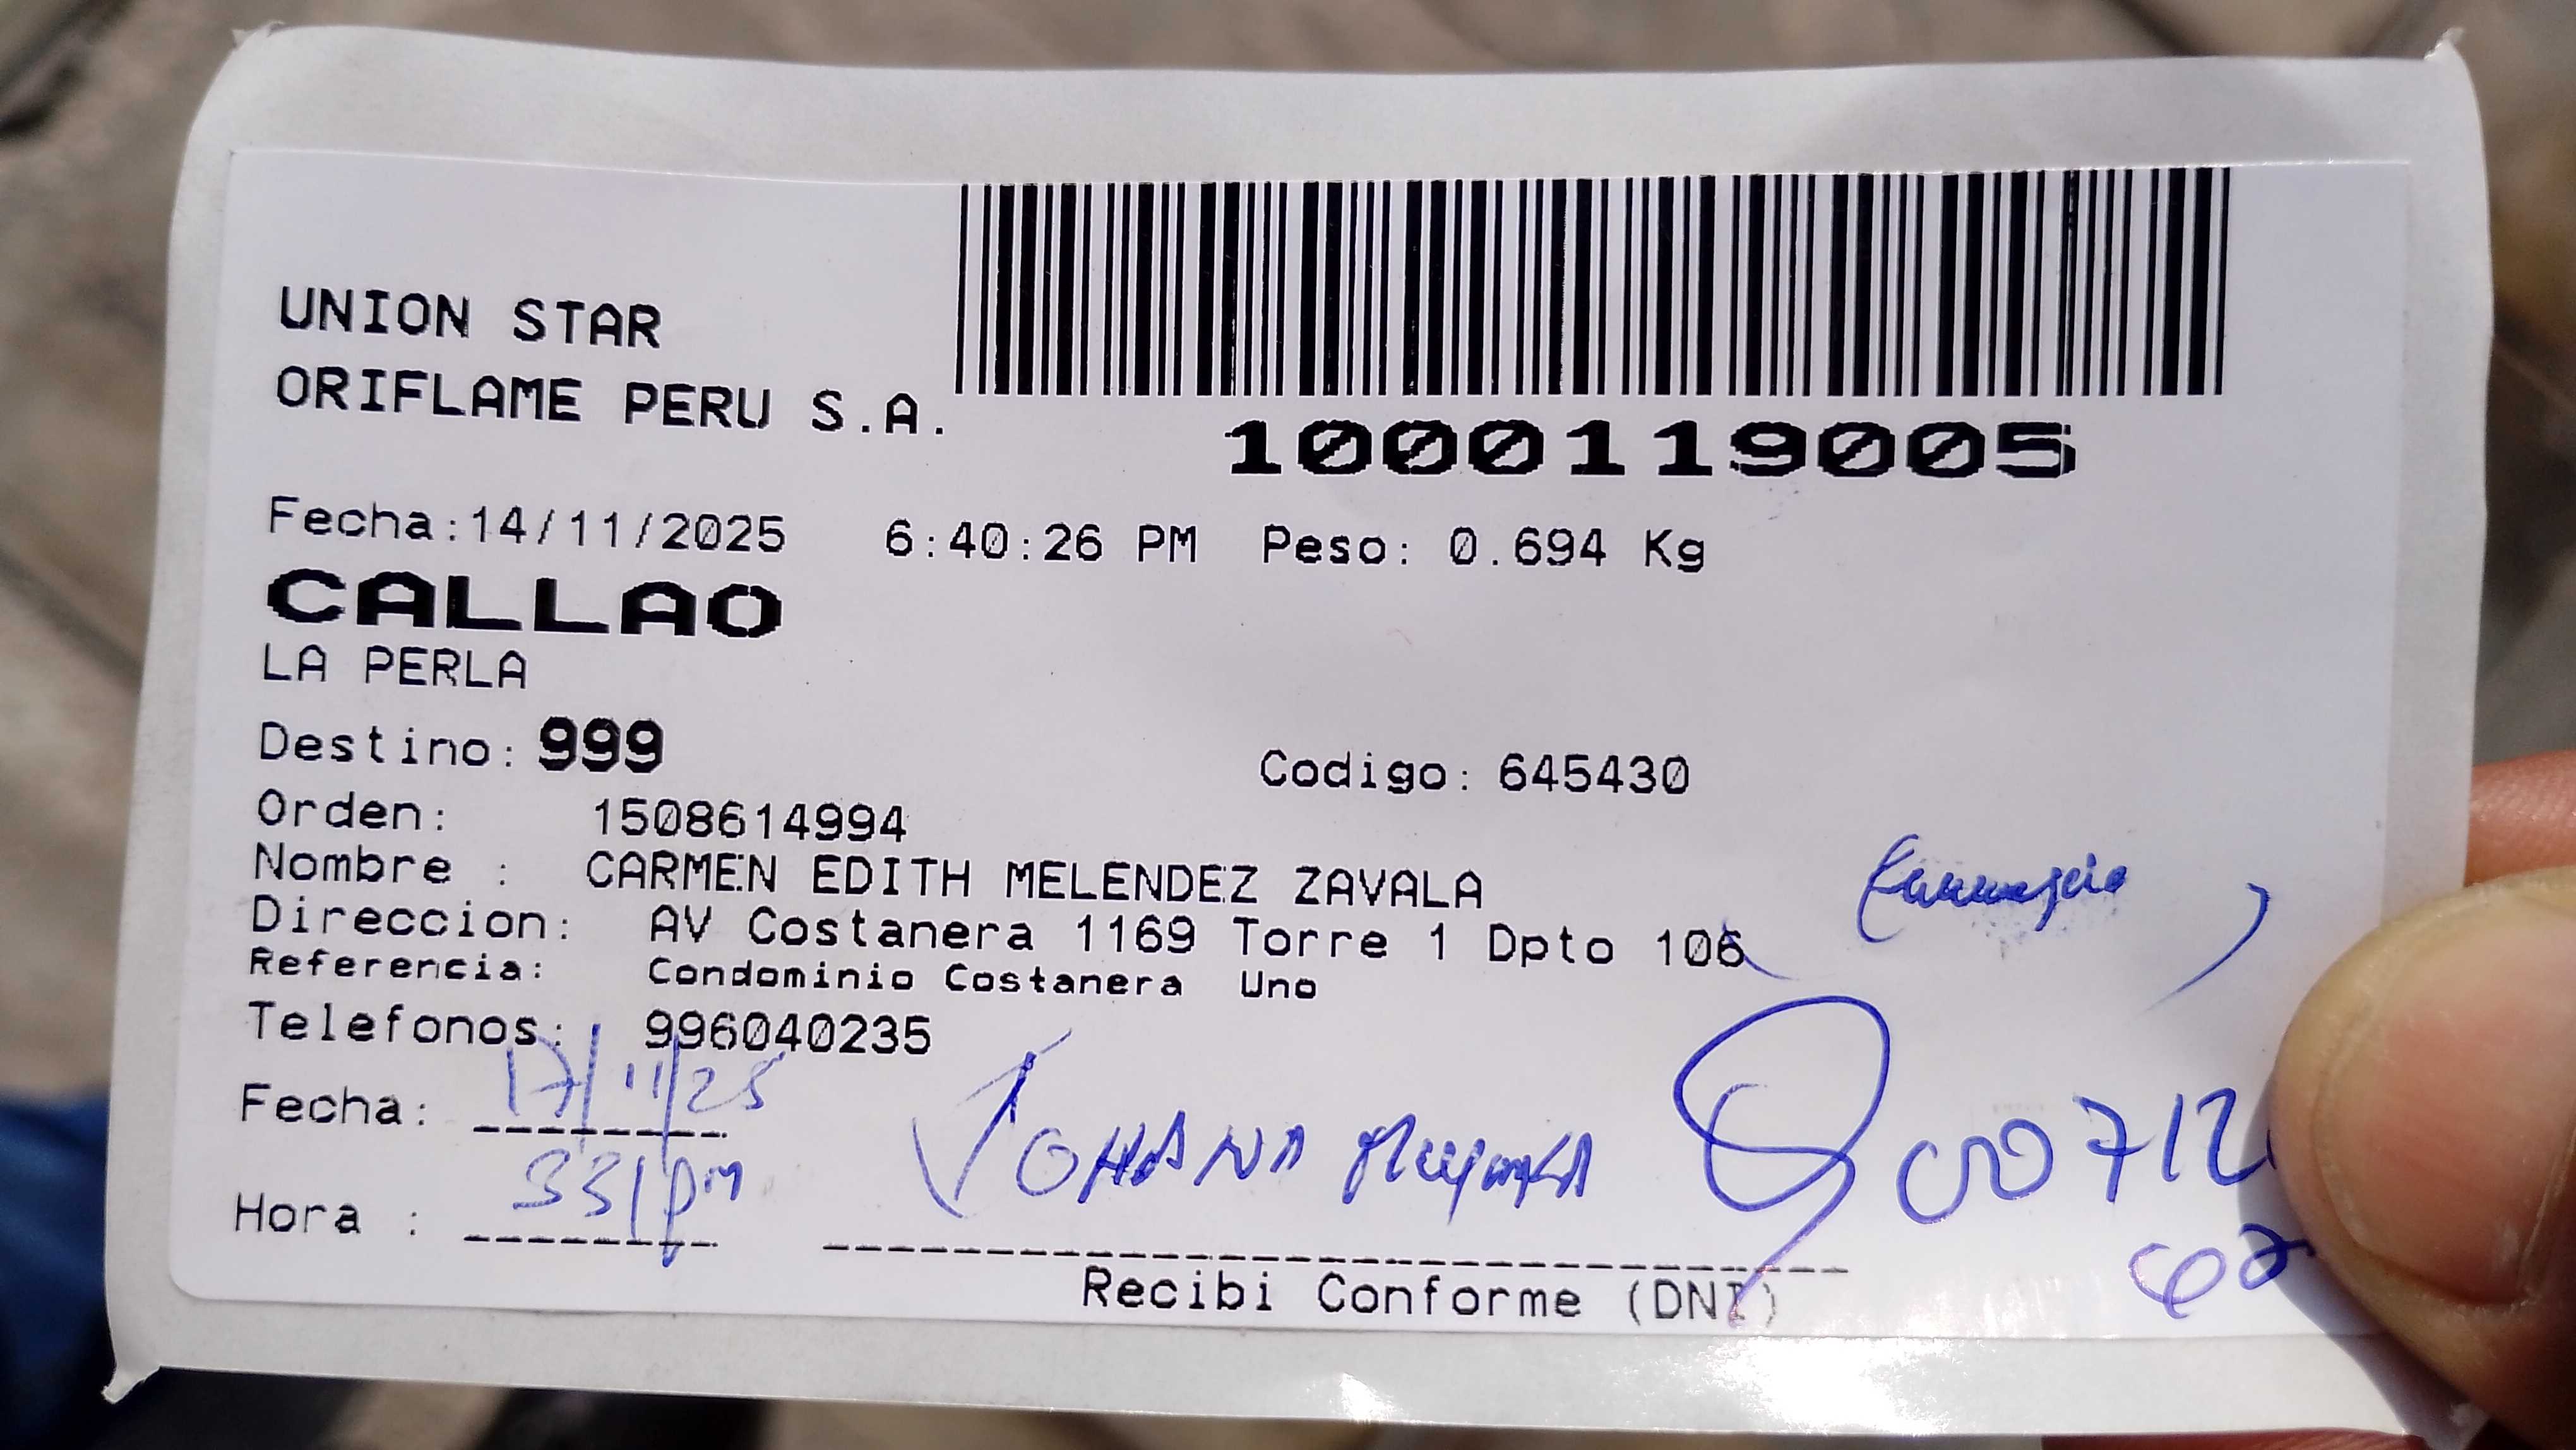 UNION STAR
ORIFLAME PERU S.A.
1000119005
Fecha:14/11/2025 6:40:26 PM Peso: 0.694 Kg
CALLAO
LA PERLA
Destino: 999 Codigo: 645430
Orden: 1508614994
Nombre : CARMEN EDITH MELENDEZ ZAVALA
Direccion: AV Costanera 1169 Torre 1 Dpto 106
Referencia: Condominio Costanera Uno
Telefonos: 996040235
Fecha: 17/11/25
Hora : 331pm
JOHANA
Recibi Conforme (DNI)